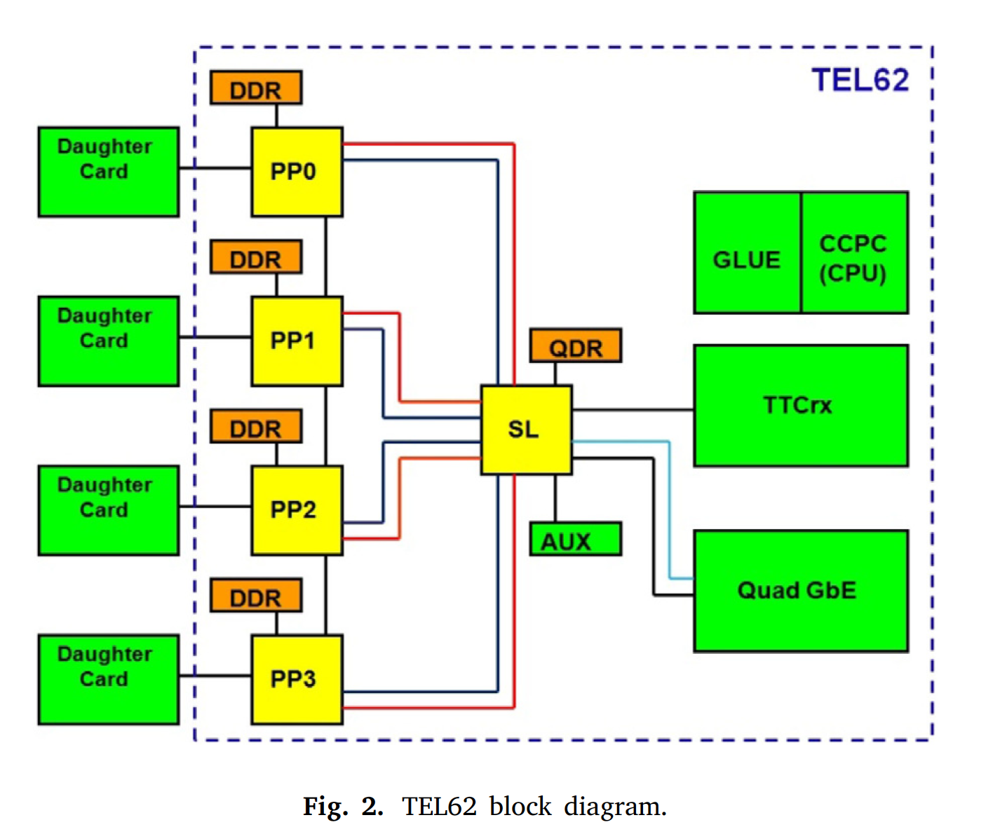 TEL62
DDR
Daughter
Card
PP0
DDR
GLUE
CCPC
(CPU)
Daughter
Card
PP1
QDR
DDR
SL
TTCrx
Daughter
Card
PP2
AUX
DDR
Quad GbE
Daughter
Card
PP3
Fig. 2. TEL62 block diagram.